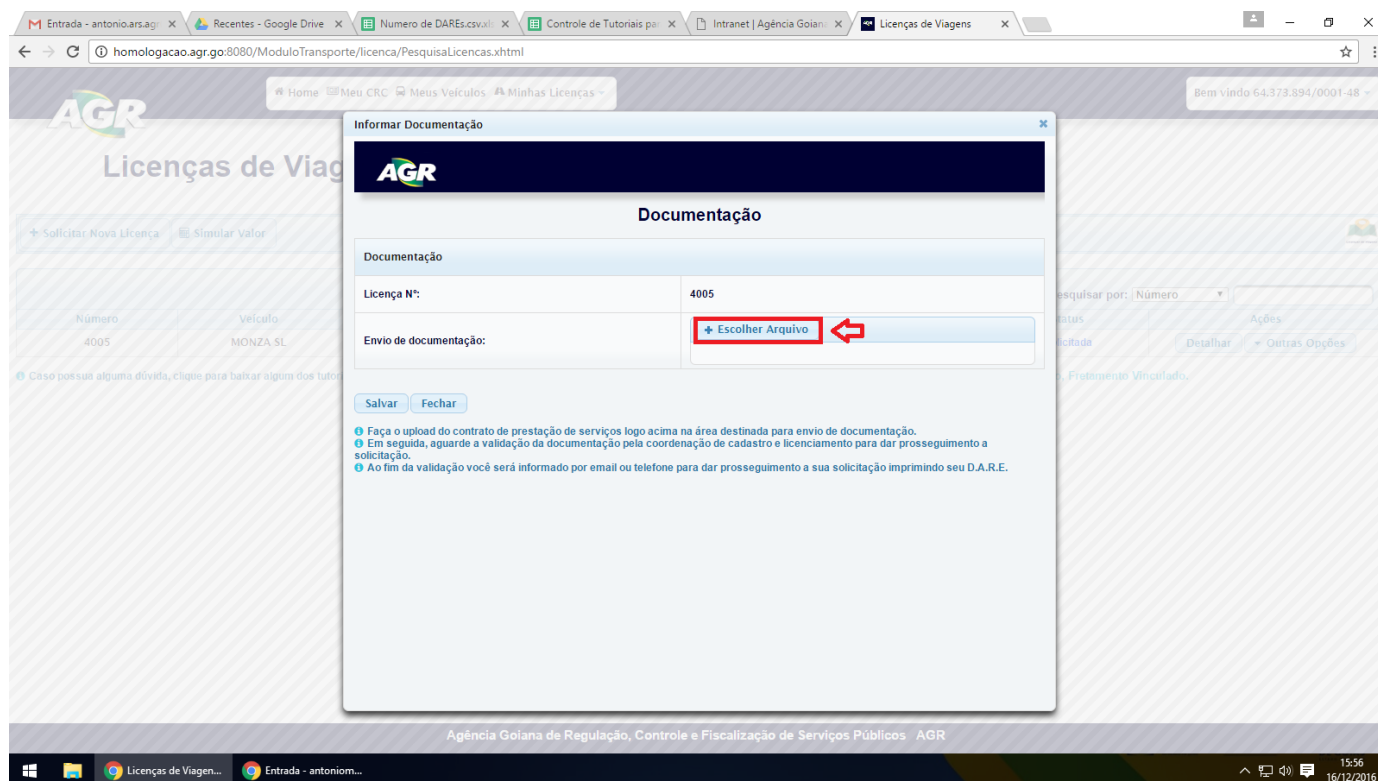 Entrada - antonio.ars.agr
Recentes - Google Drive
Numero de DAREs.csv.xh
Controle de Tutoriais par
Intranet | Agência Goian
Licenças de Viagens
homologacao.agr.go:8080/ModuloTransporte/licenca/PesquisaLicencas.xhtml
AGR
Home Meu CRC Meus Veículos Minhas Licenças
Bem vindo 64.373.894/0001-48
Licenças de Viag
+ Solicitar Nova Licença Simular Valor
esquisar por: Número
Número Veículo tatus Ações
4005 MONZA SL licitada Detalhar Outras Opções
Caso possua alguma dúvida, clique para baixar algum dos tutori
, Fretamento Vinculado.
Informar Documentação
AGR
Documentação
Documentação
Licença Nº: 4005
Envio de documentação:
+ Escolher Arquivo
Salvar Fechar
Faça o upload do contrato de prestação de serviços logo acima na área destinada para envio de documentação.
Em seguida, aguarde a validação da documentação pela coordenação de cadastro e licenciamento para dar prosseguimento a
solicitação.
Ao fim da validação você será informado por email ou telefone para dar prosseguimento a sua solicitação imprimindo seu D.A.R.E.
Agência Goiana de Regulação, Controle e Fiscalização de Serviços Públicos AGR
Licenças de Viagen...
Entrada - antoniom...
15:56
16/12/2016